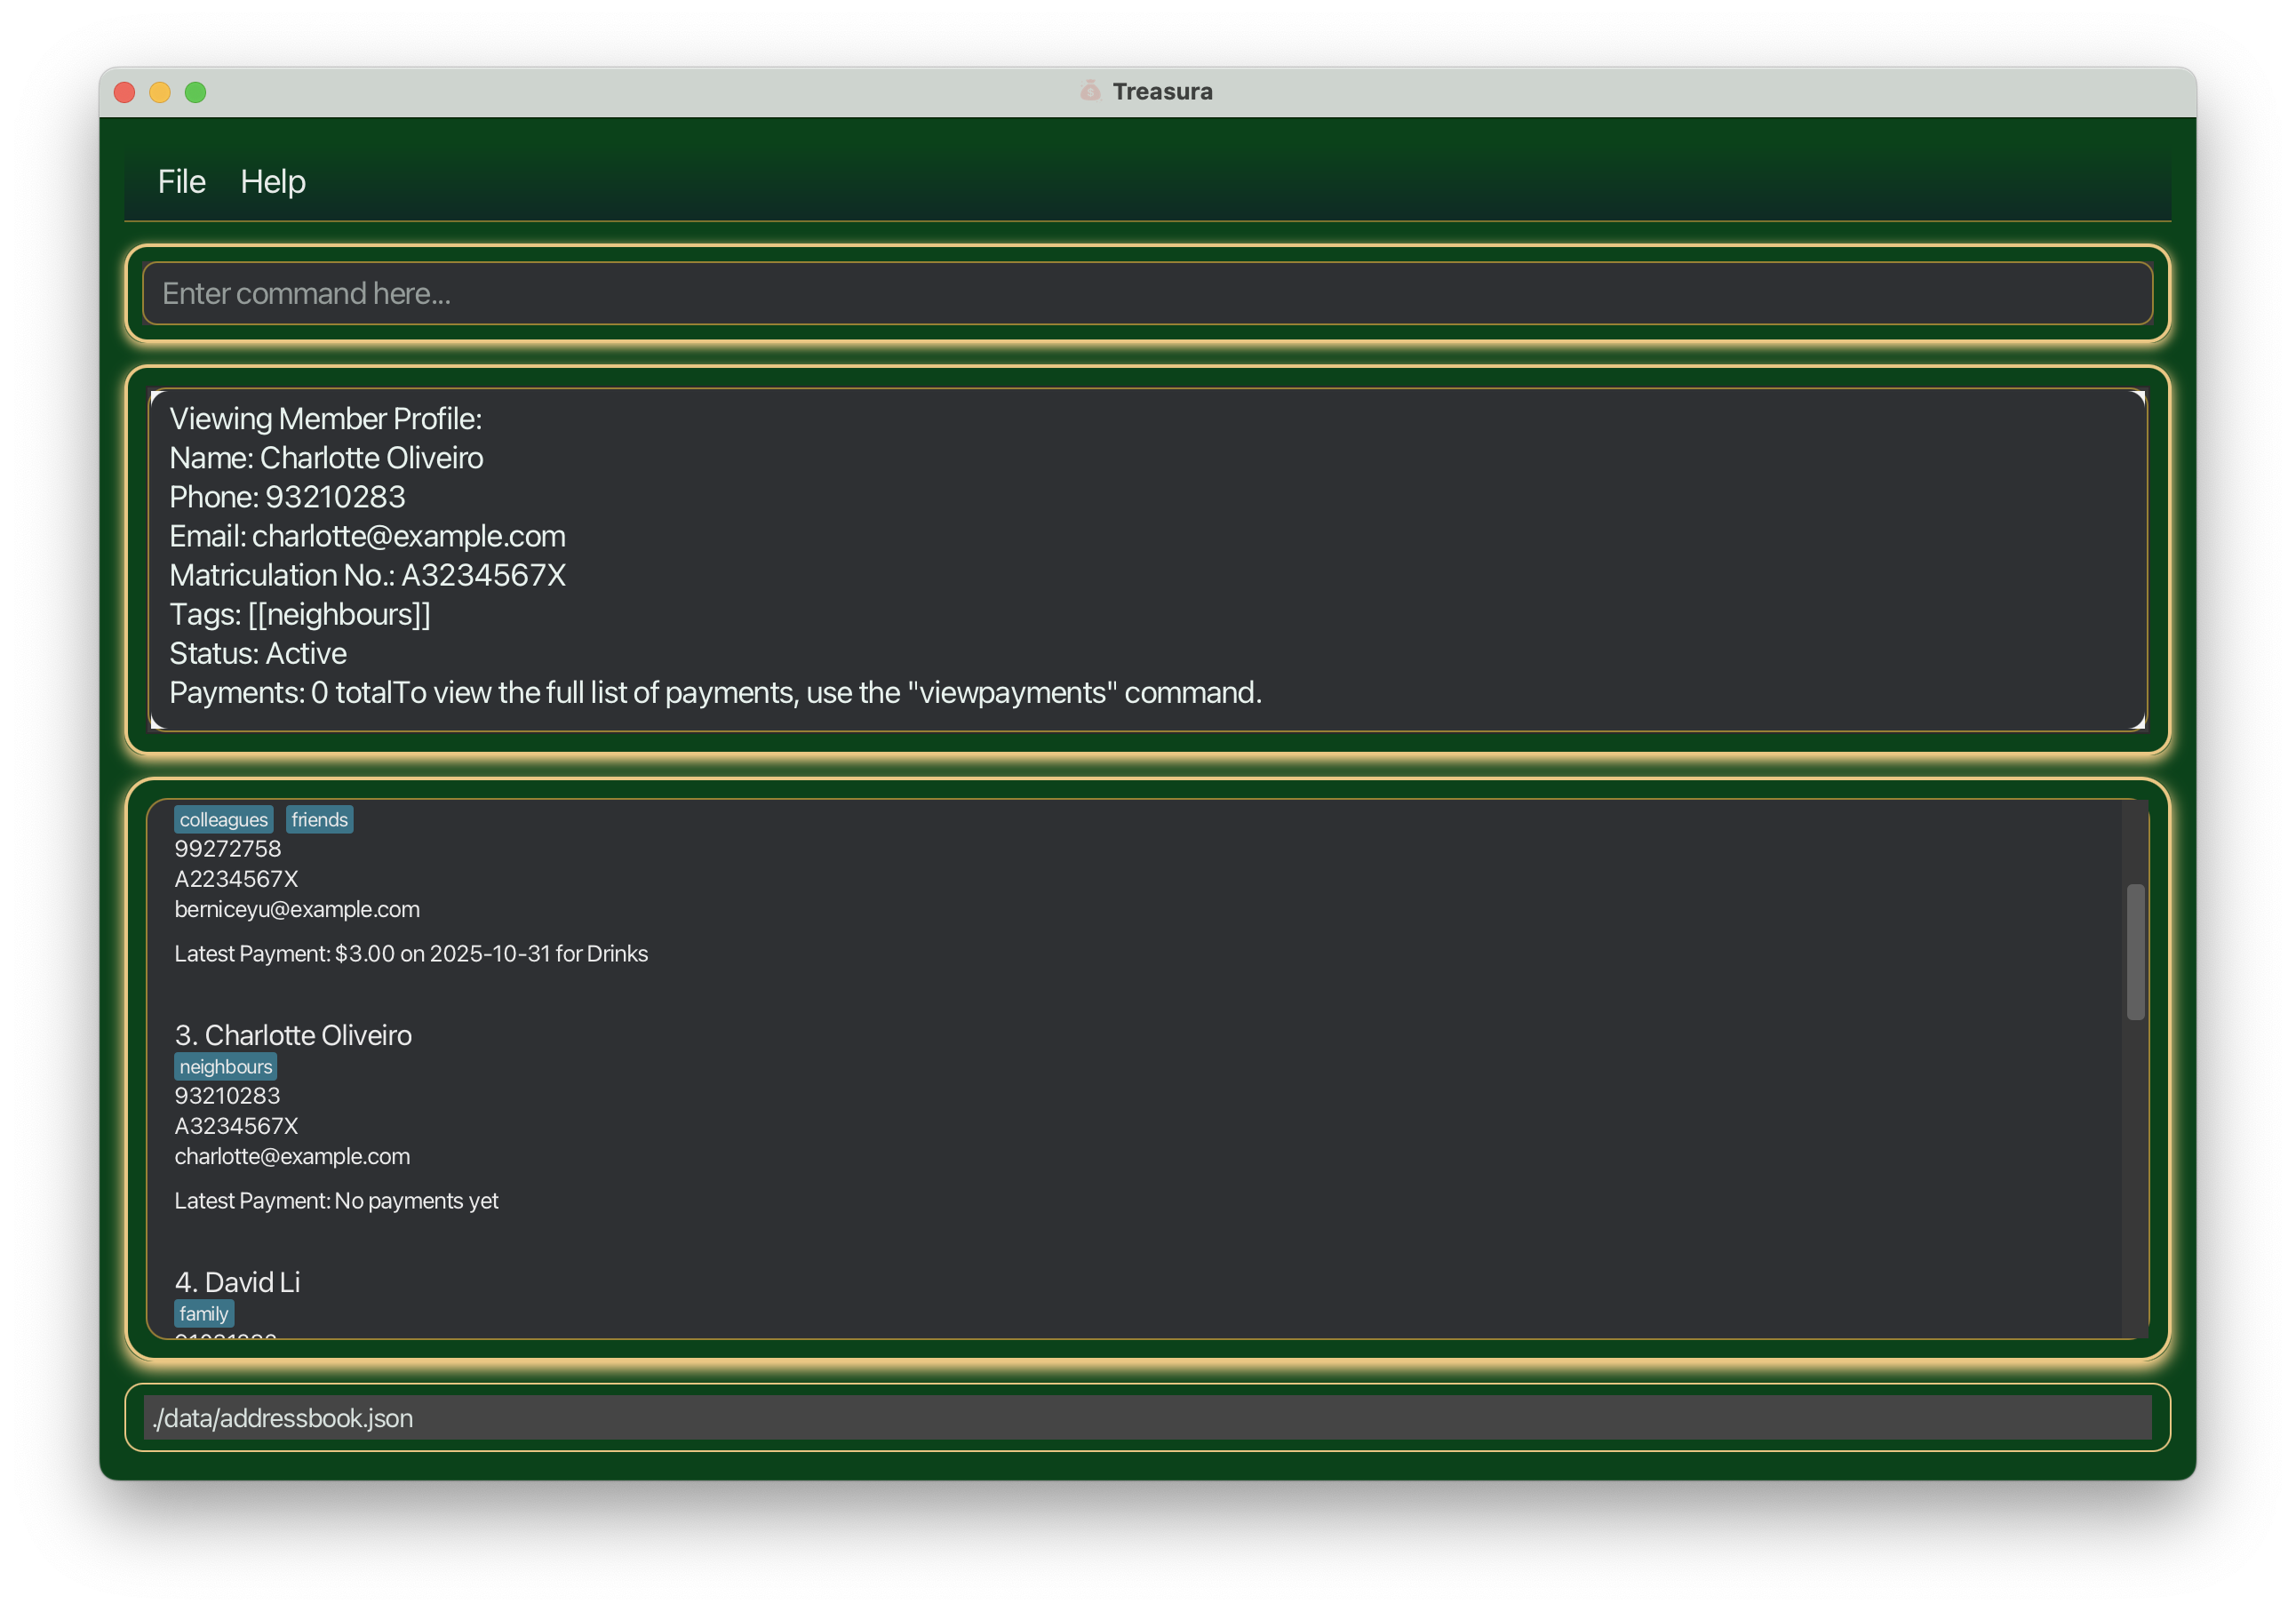 Treasura
File Help
Enter command here...
Viewing Member Profile:
Name: Charlotte Oliveiro
Phone: 93210283
Email: charlotte@example.com
Matriculation No.: A3234567X
Tags: [[neighbours]]
Status: Active
Payments: 0 totalTo view the full list of payments, use the "viewpayments" command.
colleagues friends
99272758
A2234567X
berniceyu@example.com
Latest Payment: $3.00 on 2025-10-31 for Drinks
3. Charlotte Oliveiro
neighbours
93210283
A3234567X
charlotte@example.com
Latest Payment: No payments yet
4. David Li
family
./data/addressbook.json